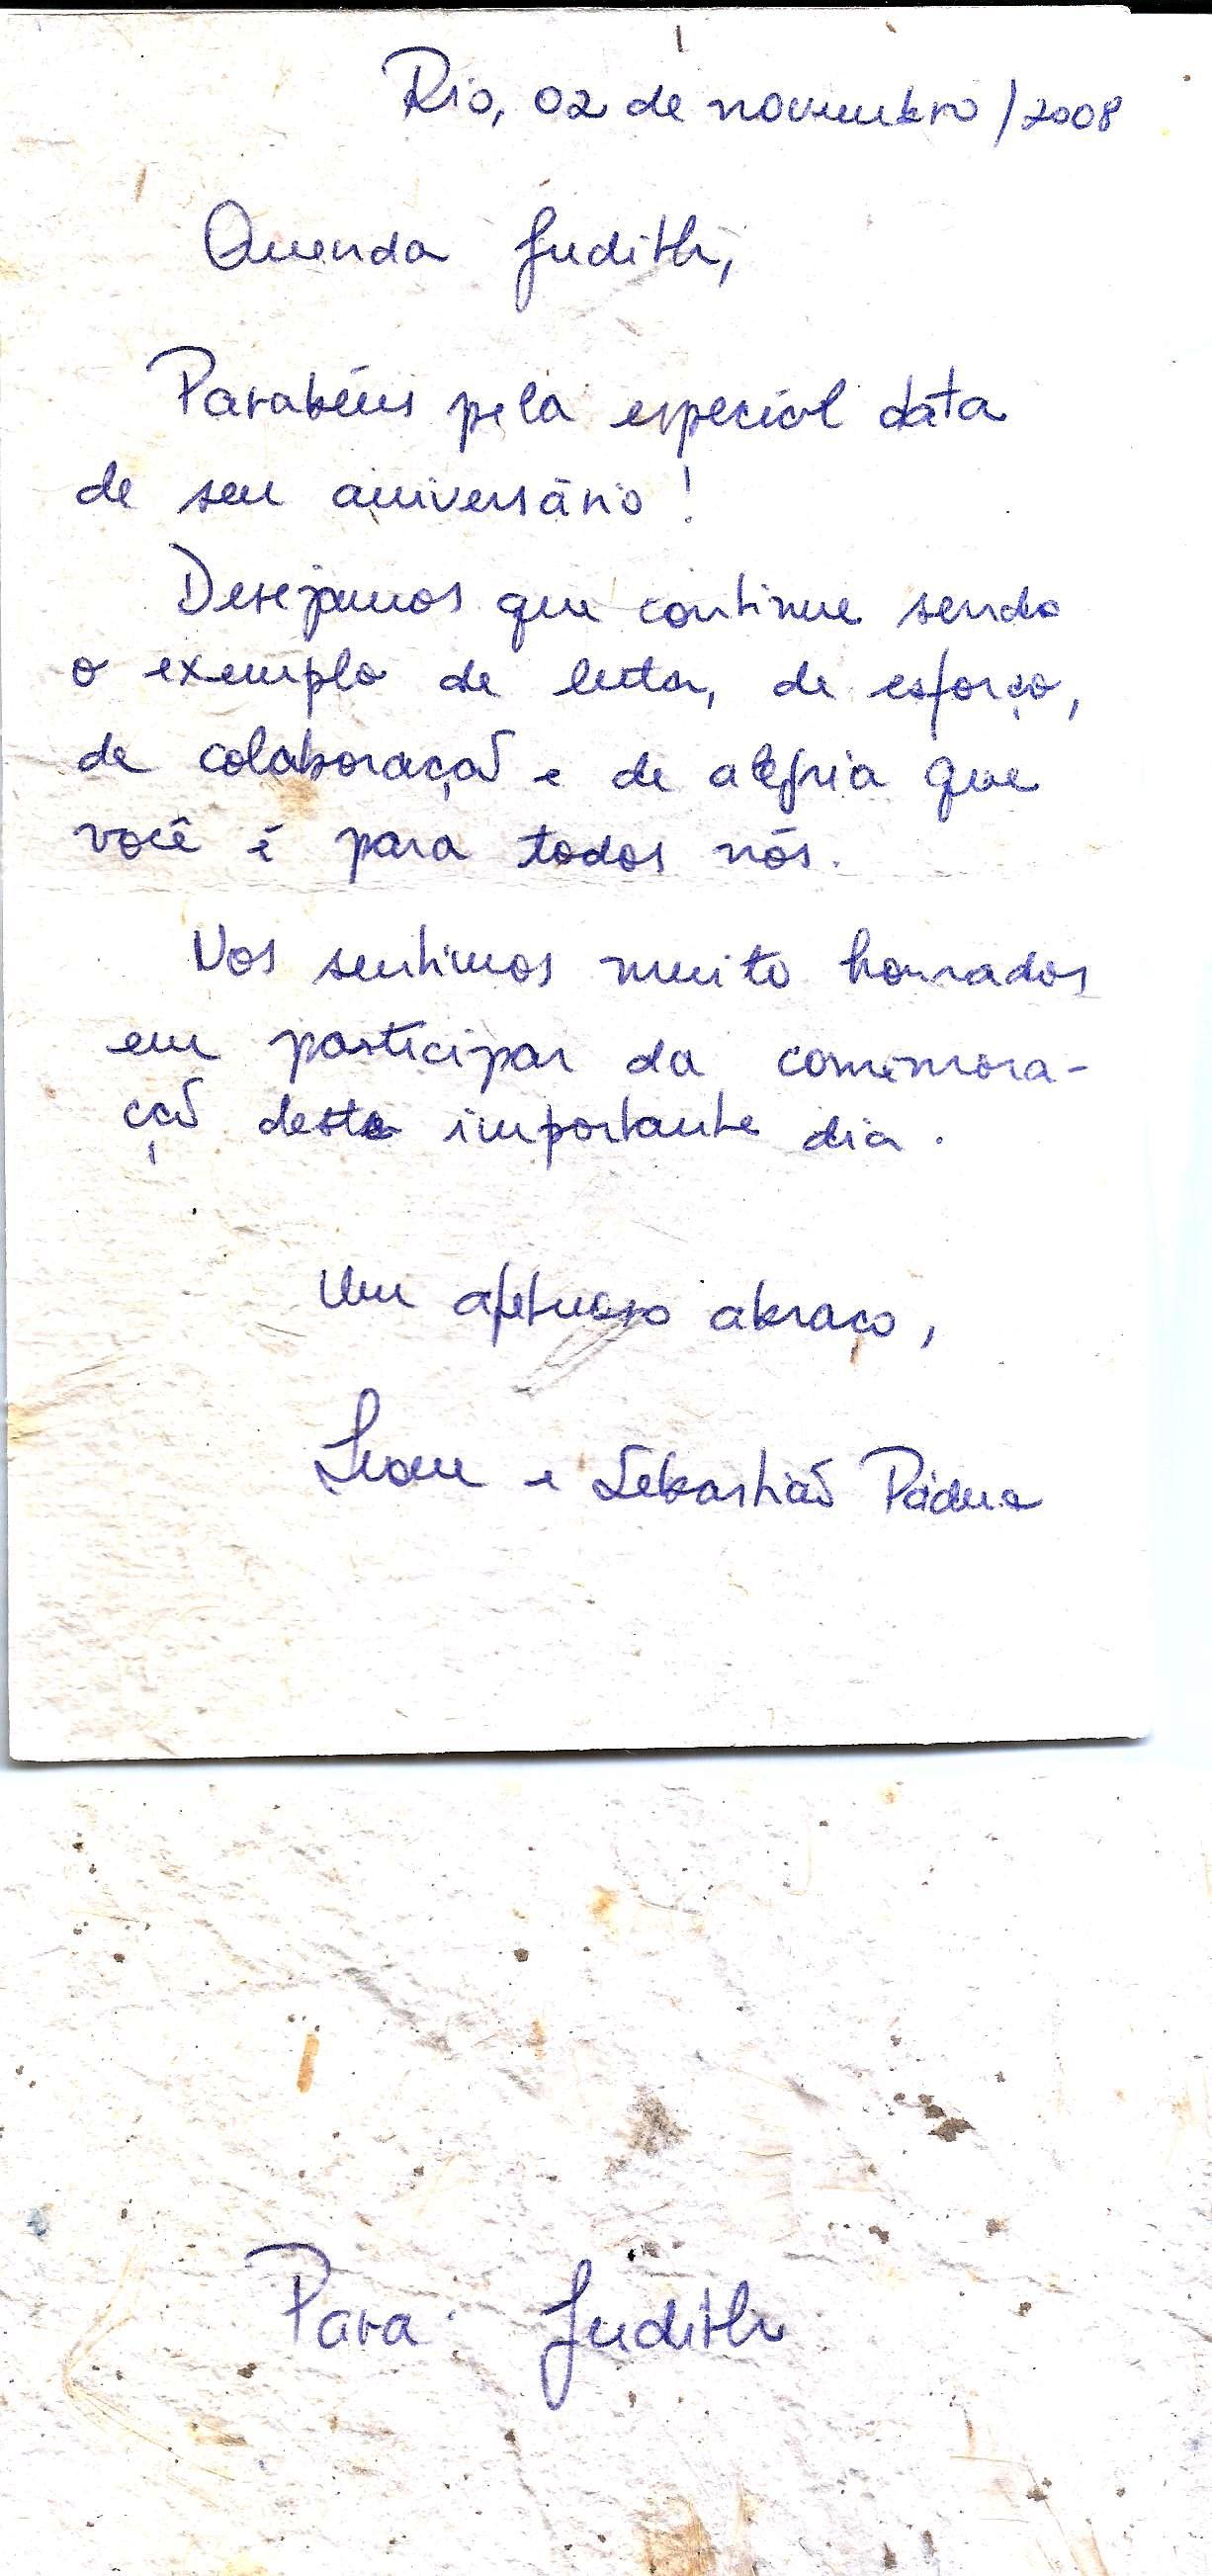 Rio, 02 de novembro/2008
Querida Judith,
Parabéns pela especial data
de seu aniversário!
Desejamos que continue sendo
o exemplo de luta, de esforço,
de colaboração e de alegria que
você é para todos nós.
Nos sentimos muito honrados
em participar da comemora-
ção deste importante dia.
Um afetuoso abraço,
e Sebastião Pádua
Para Judith